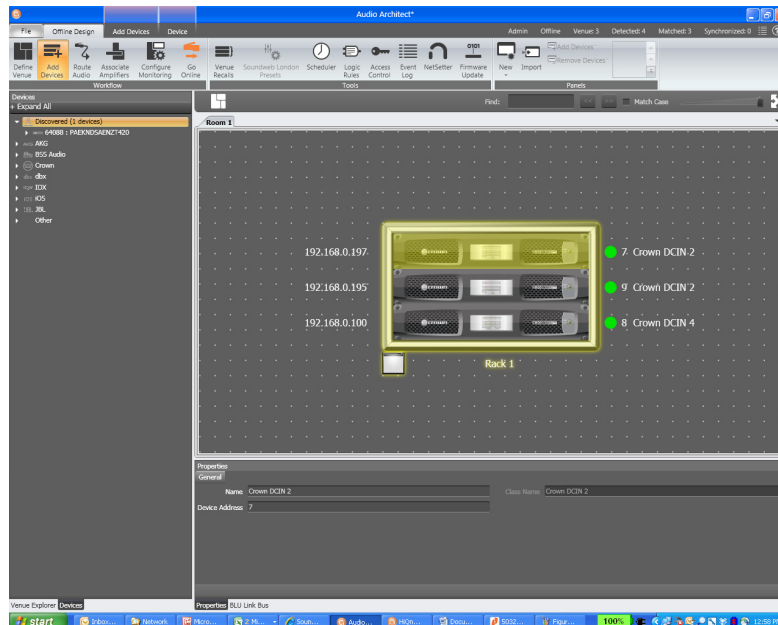 Audio Architect*
File Offline Design Add Devices Device
Admin Offline Venue: 3 Detected: 4 Matched: 3 Synchronized: 0
Define Venue
Add Devices
Route Audio
Associate Amplifiers
Configure Monitoring
Go Online
Workflow
Venue Recalls
Soundweb London Presets
Scheduler
Logic Rules
Access Control
Event Log
NetSetter
0101
Firmware Update
Tools
New
Import
Add Devices
Remove Devices
Panels
Devices
+ Expand All
Discovered (1 devices)
64088 : PAEKNDSAENZT420
AKG
BSS Audio
Crown
dbx
IDX
iOS
JBL
Other
Find: << >> Match Case
Room 1
192.168.0.197 7 Crown DCIN 2
192.168.0.195 9 Crown DCIN 2
192.168.0.100 8 Crown DCIN 4
Rack 1
Properties
General
Name Crown DCIN 2 Class Name Crown DCIN 2
Device Address 7
Venue Explorer Devices
Properties BLU Link Bus
start Inbox... Network Micro... 2 Mi... Soun... Audio... HiQn... Docu... 5032... Figur... 100% 12:58 P